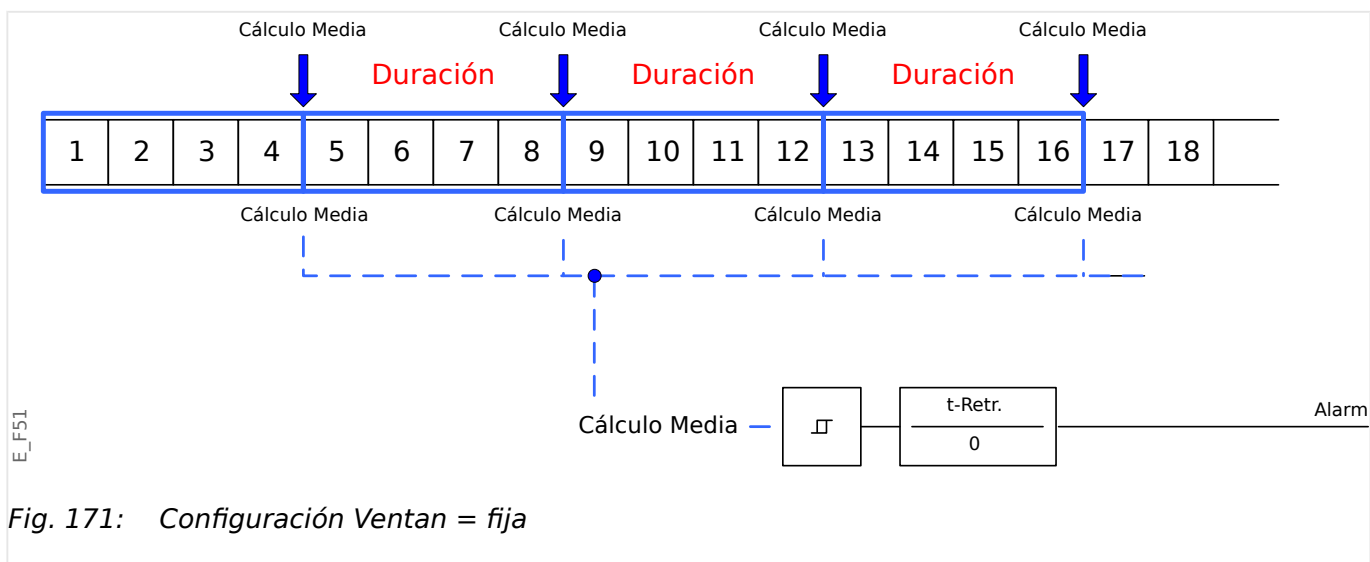 Cálculo Media Cálculo Media Cálculo Media Cálculo Media
Duración Duración Duración
1 2 3 4 5 6 7 8 9 10 11 12 13 14 15 16 17 18
Cálculo Media Cálculo Media Cálculo Media Cálculo Media
t-Retr.
Alarm
Cálculo Media
0
E_F51
Fig. 171: Configuración Ventan = fija